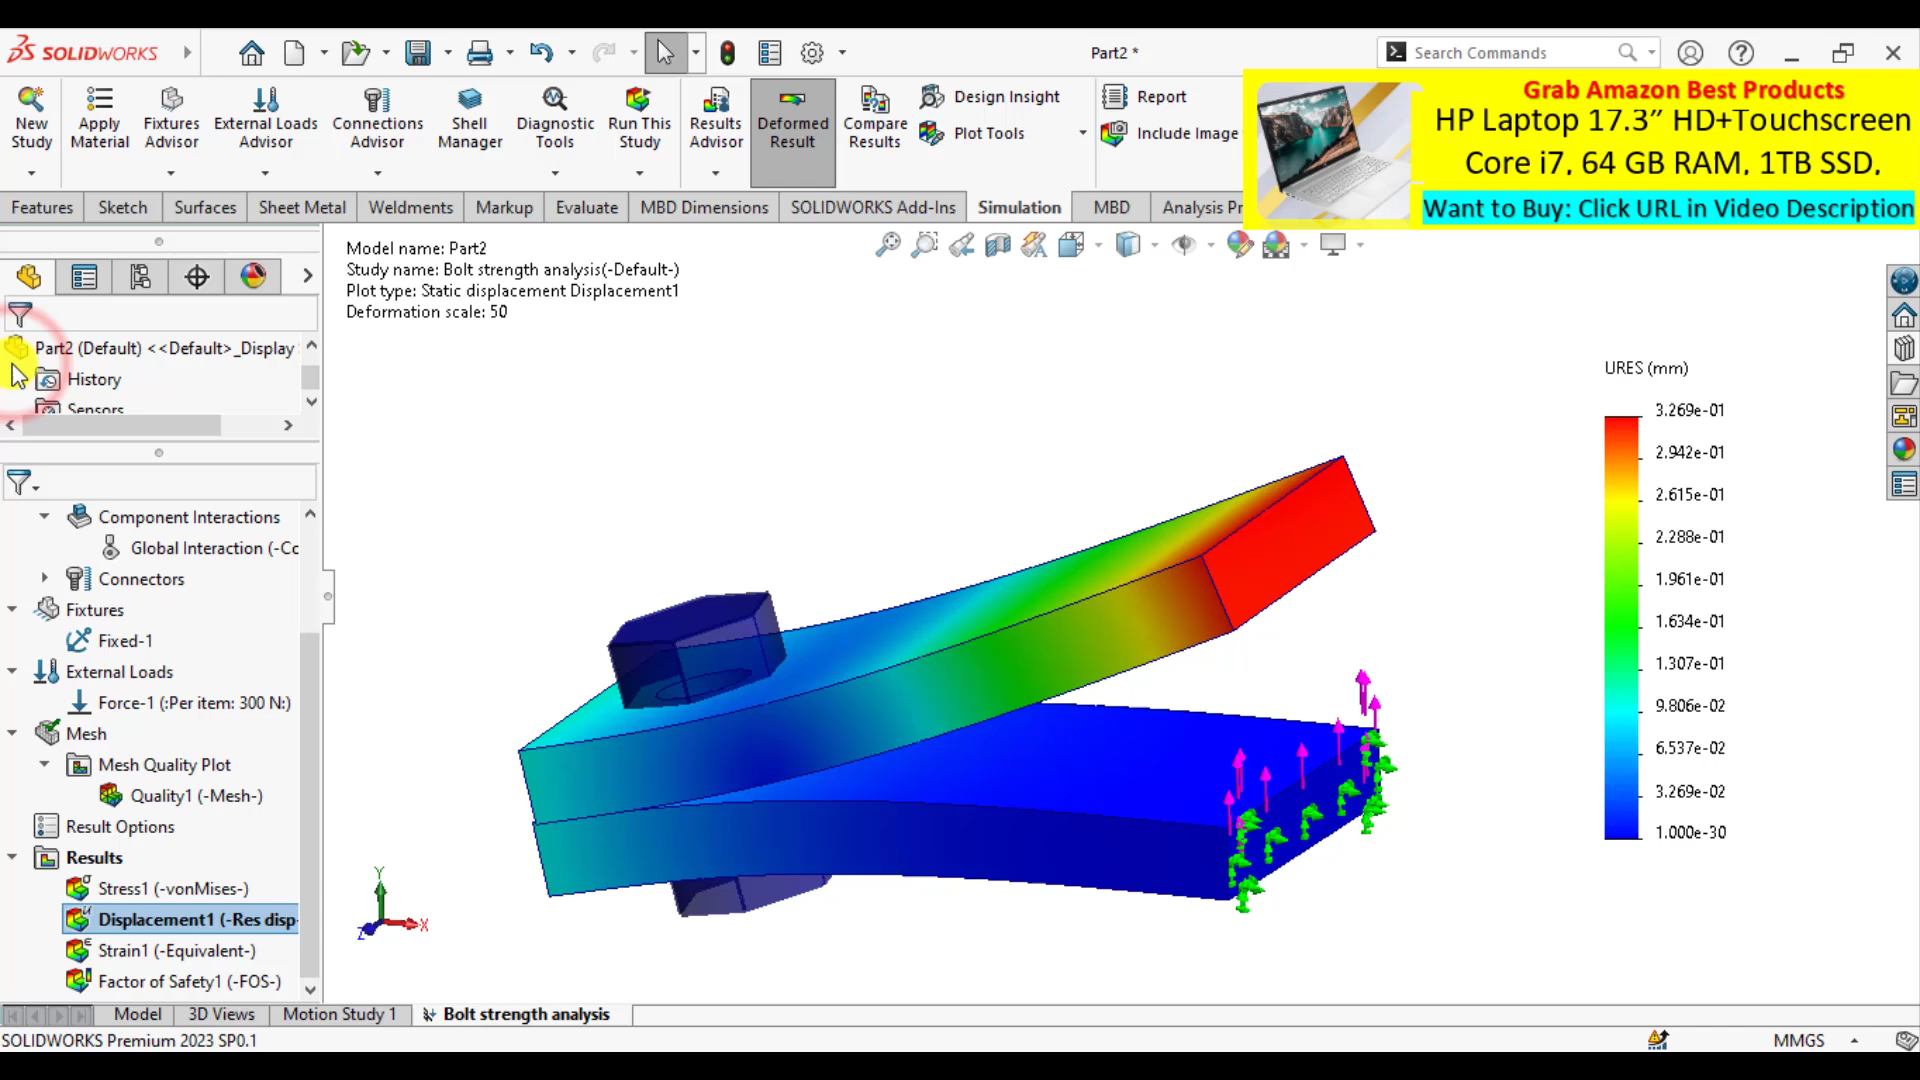 SOLIDWORKS
Part2 *
Search Commands
New Study
Apply Material
Fixtures Advisor
External Loads Advisor
Connections Advisor
Shell Manager
Diagnostic Tools
Run This Study
Results Advisor
Deformed Result
Compare Results
Design Insight
Plot Tools
Report
Include Image
Grab Amazon Best Products
HP Laptop 17.3” HD+Touchscreen
Core i7, 64 GB RAM, 1TB SSD,
Want to Buy: Click URL in Video Description
Features
Sketch
Surfaces
Sheet Metal
Weldments
Markup
Evaluate
MBD Dimensions
SOLIDWORKS Add-Ins
Simulation
MBD
Analysis Pr
Part2 (Default) <<Default>_Display
History
Sensors
Component Interactions
Global Interaction (-Co
Connectors
Fixtures
Fixed-1
External Loads
Force-1 (:Per item: 300 N:)
Mesh
Mesh Quality Plot
Quality1 (-Mesh-)
Result Options
Results
Stress1 (-vonMises-)
Displacement1 (-Res disp-
Strain1 (-Equivalent-)
Factor of Safety1 (-FOS-)
Model name: Part2
Study name: Bolt strength analysis(-Default-)
Plot type: Static displacement Displacement1
Deformation scale: 50
URES (mm)
3.269e-01
2.942e-01
2.615e-01
2.288e-01
1.961e-01
1.634e-01
1.307e-01
9.806e-02
6.537e-02
3.269e-02
1.000e-30
Y
X
Z
Model
3D Views
Motion Study 1
Bolt strength analysis
SOLIDWORKS Premium 2023 SP0.1
MMGS